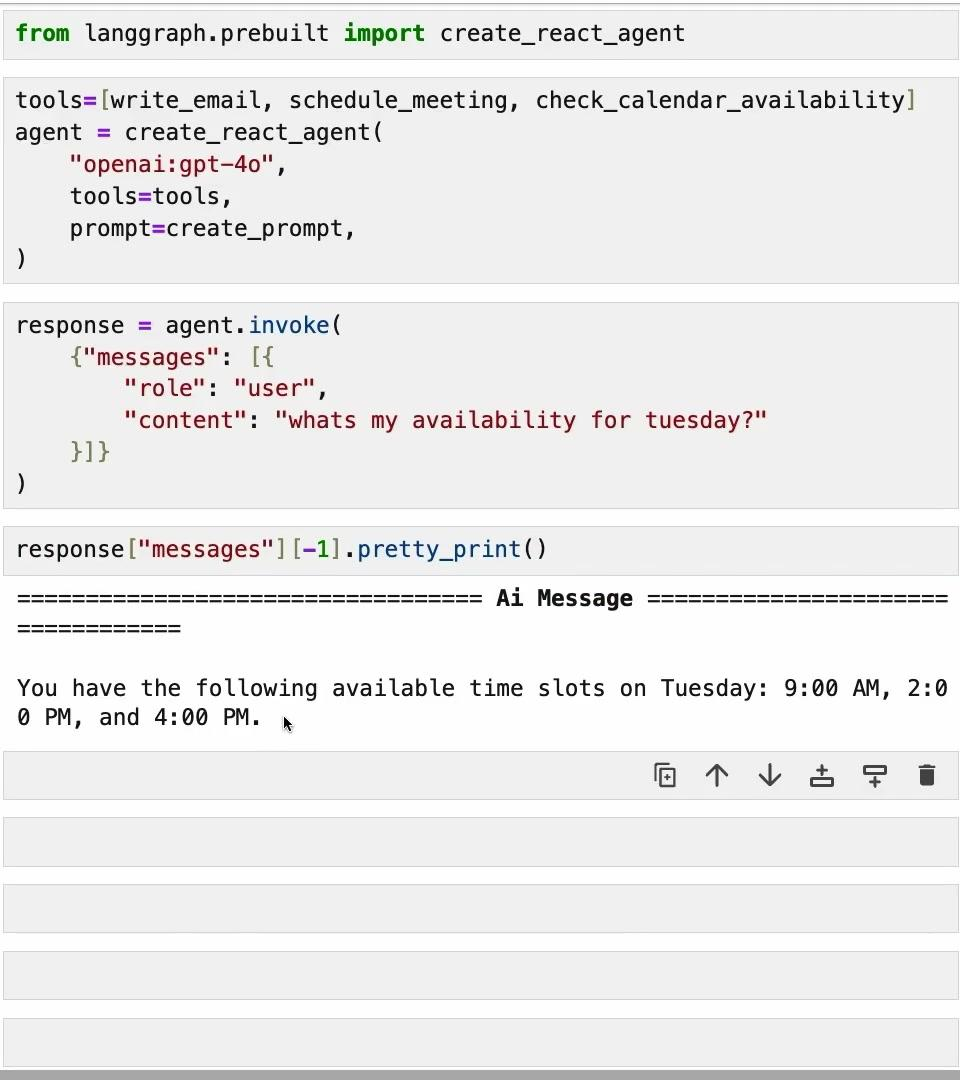 from langgraph.prebuilt import create_react_agent
tools=[write_email, schedule_meeting, check_calendar_availability]
agent = create_react_agent(
    "openai:gpt-4o",
    tools=tools,
    prompt=create_prompt,
)
response = agent.invoke(
    {"messages": [{
        "role": "user",
        "content": "whats my availability for tuesday?"
    }]}
)
response["messages"][-1].pretty_print()
================================== Ai Message ======================
============
You have the following available time slots on Tuesday: 9:00 AM, 2:0
0 PM, and 4:00 PM.